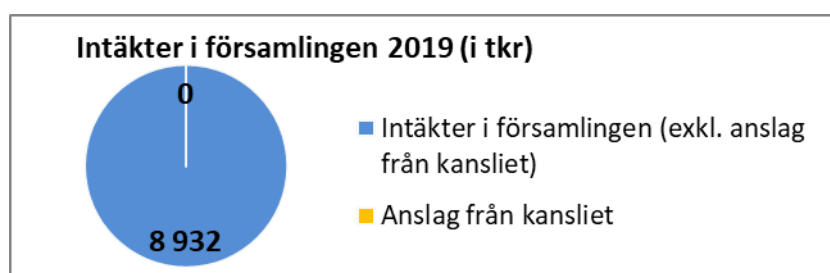 Intäkter i församlingen 2019 (i tkr)
0
8 932
Intäkter i församlingen (exkl. anslag
från kansliet)
Anslag från kansliet